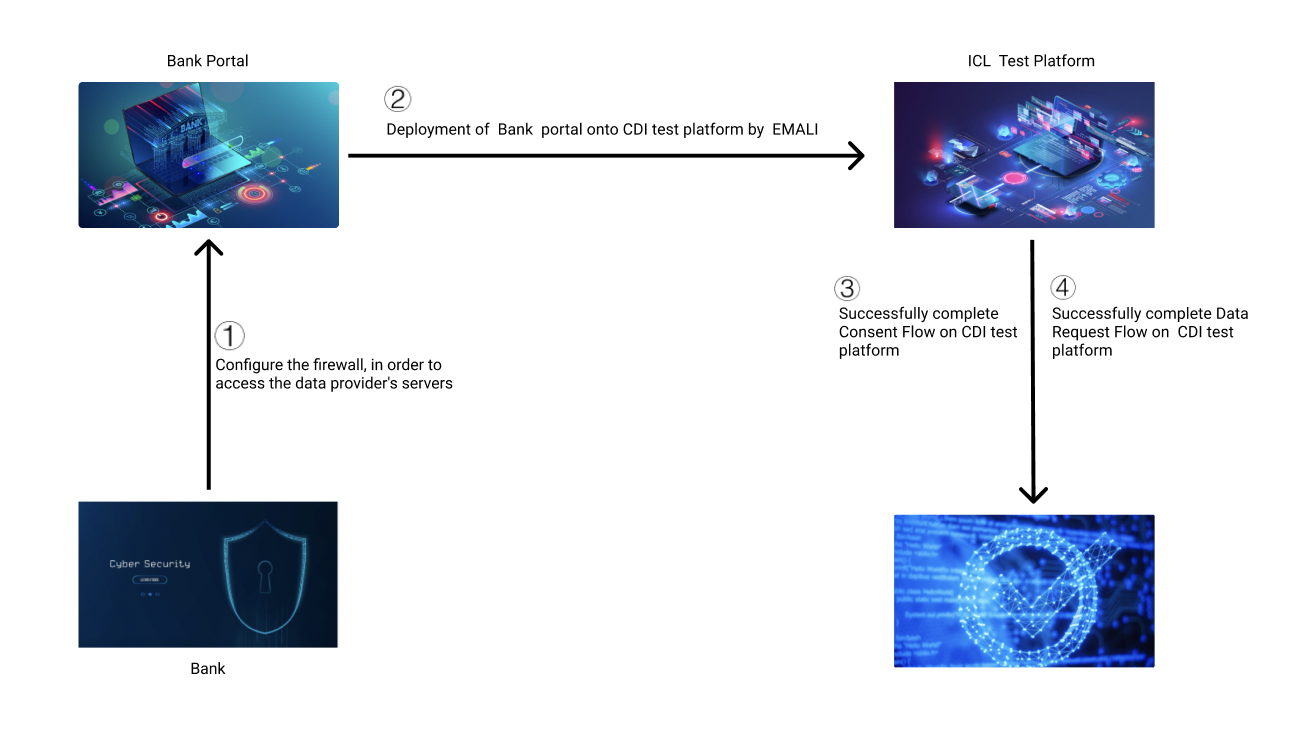 Bank Portal
ICL Test Platform
2
Deployment of Bank portal onto CDI test platform by EMALI
BANK
3
Successfully complete
Consent Flow on CDI test
platform
4
Successfully complete Data
Request Flow on CDI test
platform
1
Configure the firewall, in order to
access the data provider's servers
Cyber Security
Bank